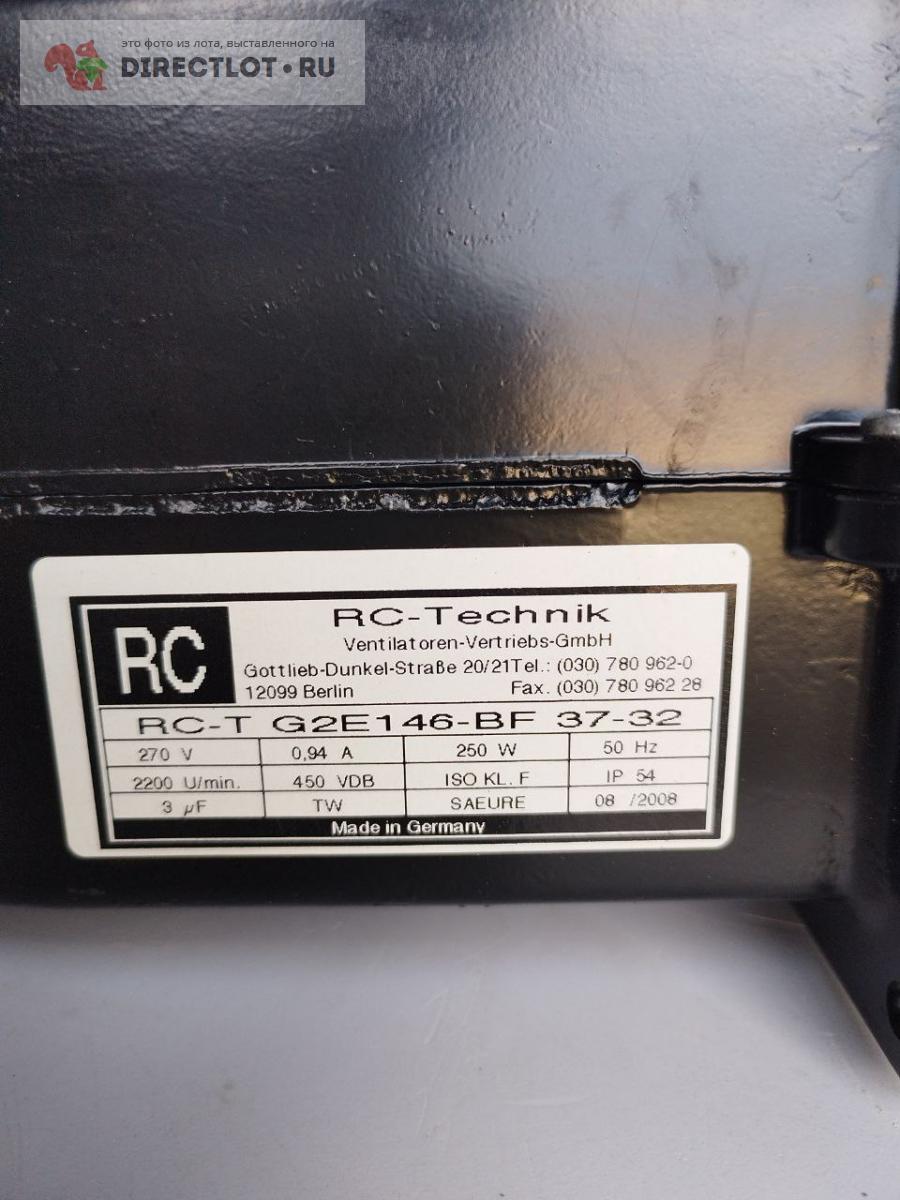 это фото из лота, выставленного на
DIRECTLOT•RU
RC
RC-Technik
Ventilatoren-Vertriebs-GmbH
Gottlieb-Dunkel-Straße 20/21Tel.: (030) 780 962-0
12099 Berlin Fax. (030) 780 962 28
RC-T G2E146-BF 37-32
270 V 0,94 A 250 W 50 Hz
2200 U/min. 450 VDB ISO KL. F IP 54
3 µF TW SAEURE 08 /2008
Made in Germany